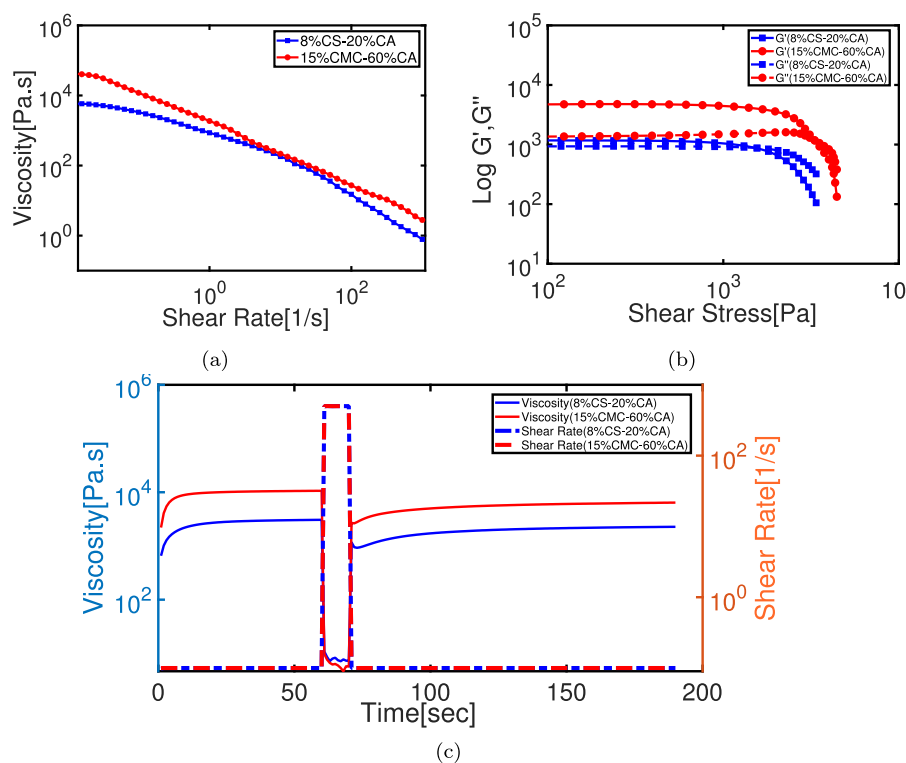 10^6
10^4
10^2
10^0
Viscosity[Pa.s]
8%CS-20%CA
15%CMC-60%CA
10^0
10^2
Shear Rate[1/s]
(a)
10^5
10^4
10^3
10^2
10^1
Log G',G''
G'(8%CS-20%CA)
G'(15%CMC-60%CA)
G"(8%CS-20%CA)
G"(15%CMC-60%CA)
10^2
10^3
10
Shear Stress[Pa]
(b)
10^6
10^4
10^2
Viscosity[Pa.s]
Viscosity(8%CS-20%CA)
Viscosity(15%CMC-60%CA)
Shear Rate(8%CS-20%CA)
Shear Rate(15%CMC-60%CA)
10^2
10^0
Shear Rate[1/s]
0
50
100
150
200
Time[sec]
(c)